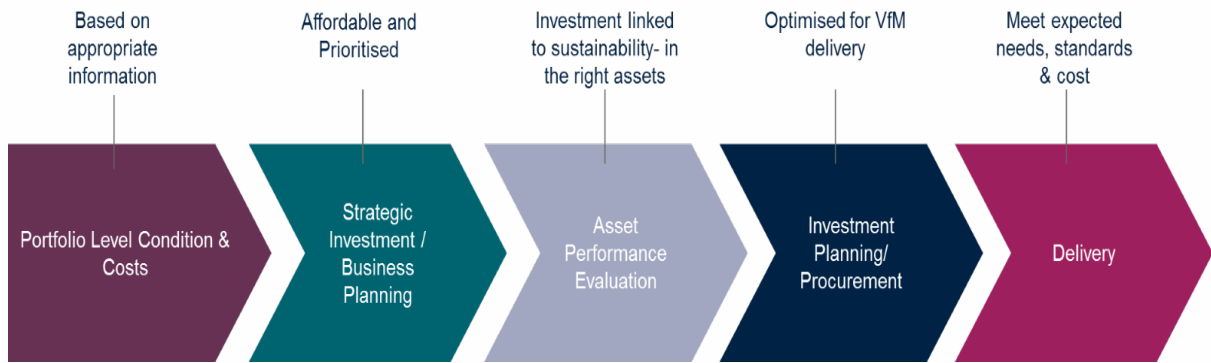 Based on
appropriate
information
Affordable and
Prioritised
Investment linked
to sustainability- in
the right assets
Optimised for VfM
delivery
Meet expected
needs, standards
& cost
Portfolio Level Condition &
Costs
Strategic
Investment /
Business
Planning
Asset
Performance
Evaluation
Investment
Planning/
Procurement
Delivery